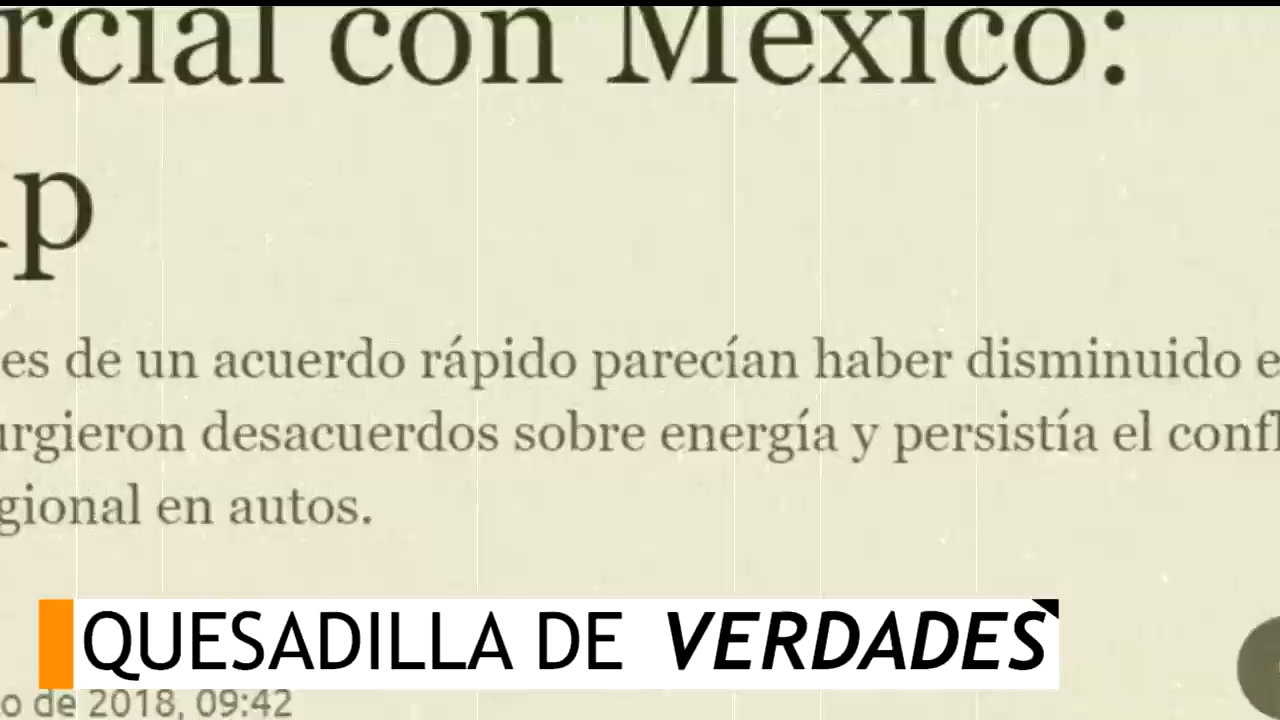 rcial con México:
p
es de un acuerdo rápido parecían haber disminuido e
urgieron desacuerdos sobre energía y persistía el confl
gional en autos.
QUESADILLA DE VERDADES
o de 2018, 09:42